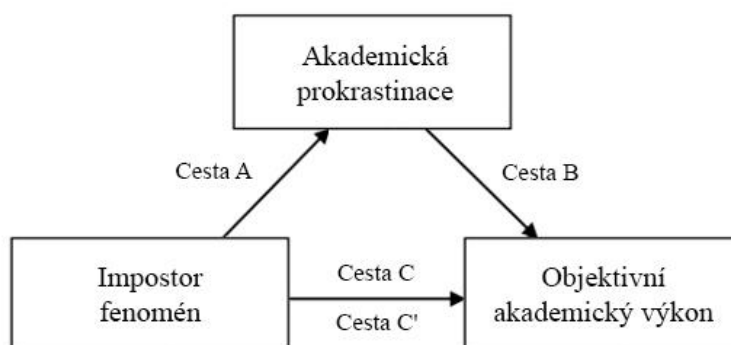 Akademická
prokrastinace
Cesta A
Cesta B
Impostor
fenomén
Cesta C
Cesta C'
Objektivní
akademický výkon